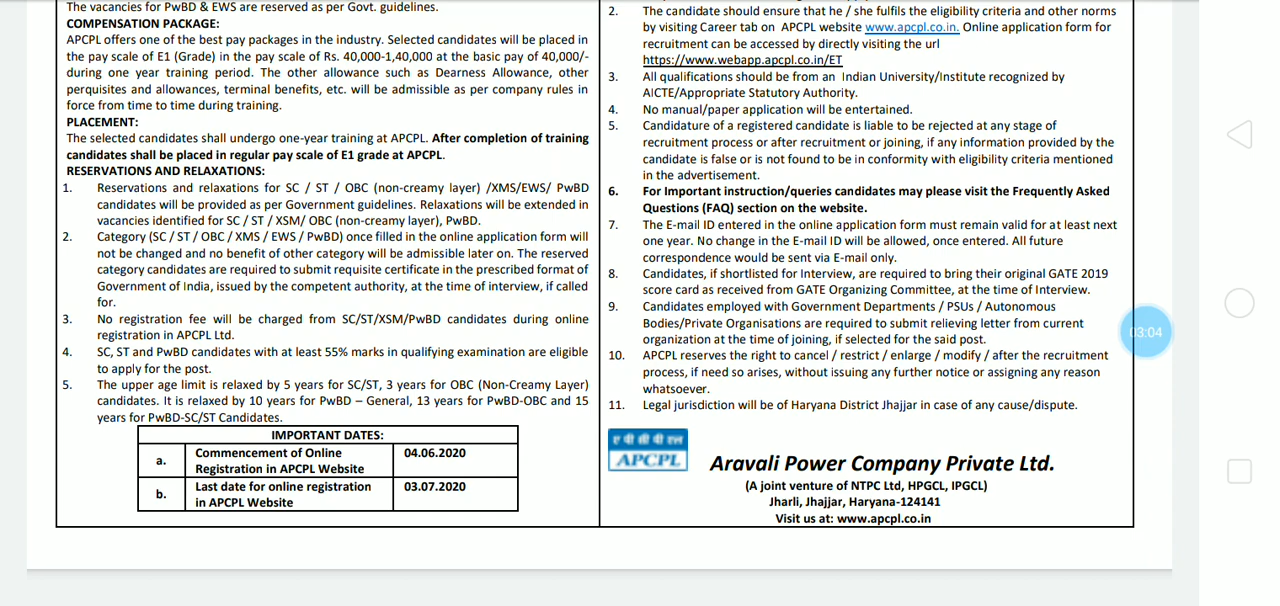 The vacancies for PwBD & EWS are reserved as per Govt. guidelines.
COMPENSATION PACKAGE:
APCPL offers one of the best pay packages in the industry. Selected candidates will be placed in
the pay scale of E1 (Grade) in the pay scale of Rs. 40,000-1,40,000 at the basic pay of 40,000/-
during one year training period. The other allowance such as Dearness Allowance, other
perquisites and allowances, terminal benefits, etc. will be admissible as per company rules in
force from time to time during training.
PLACEMENT:
The selected candidates shall undergo one-year training at APCPL. After completion of training
candidates shall be placed in regular pay scale of E1 grade at APCPL.
RESERVATIONS AND RELAXATIONS:
1. Reservations and relaxations for SC / ST / OBC (non-creamy layer) /XMS/EWS/ PwBD
candidates will be provided as per Government guidelines. Relaxations will be extended in
vacancies identified for SC / ST / XSM/ OBC (non-creamy layer), PwBD.
2. Category (SC / ST / OBC / XMS / EWS / PwBD) once filled in the online application form will
not be changed and no benefit of other category will be admissible later on. The reserved
category candidates are required to submit requisite certificate in the prescribed format of
Government of India, issued by the competent authority, at the time of interview, if called
for.
3. No registration fee will be charged from SC/ST/XSM/PwBD candidates during online
registration in APCPL Ltd.
4. SC, ST and PwBD candidates with at least 55% marks in qualifying examination are eligible
to apply for the post.
5. The upper age limit is relaxed by 5 years for SC/ST, 3 years for OBC (Non-Creamy Layer)
candidates. It is relaxed by 10 years for PwBD – General, 13 years for PwBD-OBC and 15
years for PwBD-SC/ST Candidates.
IMPORTANT DATES:
a. Commencement of Online 04.06.2020
Registration in APCPL Website
b. Last date for online registration 03.07.2020
in APCPL Website
2. The candidate should ensure that he / she fulfils the eligibility criteria and other norms
by visiting Career tab on APCPL website www.apcpl.co.in. Online application form for
recruitment can be accessed by directly visiting the url
https://www.webapp.apcpl.co.in/ET
3. All qualifications should be from an Indian University/Institute recognized by
AICTE/Appropriate Statutory Authority.
4. No manual/paper application will be entertained.
5. Candidature of a registered candidate is liable to be rejected at any stage of
recruitment process or after recruitment or joining, if any information provided by the
candidate is false or is not found to be in conformity with eligibility criteria mentioned
in the advertisement.
6. For Important instruction/queries candidates may please visit the Frequently Asked
Questions (FAQ) section on the website.
7. The E-mail ID entered in the online application form must remain valid for at least next
one year. No change in the E-mail ID will be allowed, once entered. All future
correspondence would be sent via E-mail only.
8. Candidates, if shortlisted for Interview, are required to bring their original GATE 2019
score card as received from GATE Organizing Committee, at the time of Interview.
9. Candidates employed with Government Departments / PSUs / Autonomous
Bodies/Private Organisations are required to submit relieving letter from current
organization at the time of joining, if selected for the said post.
10. APCPL reserves the right to cancel / restrict / enlarge / modify / after the recruitment
process, if need so arises, without issuing any further notice or assigning any reason
whatsoever.
11. Legal jurisdiction will be of Haryana District Jhajjar in case of any cause/dispute.
ए पी सी पी एल
APCPL
Aravali Power Company Private Ltd.
(A joint venture of NTPC Ltd, HPGCL, IPGCL)
Jharli, Jhajjar, Haryana-124141
Visit us at: www.apcpl.co.in
03:04